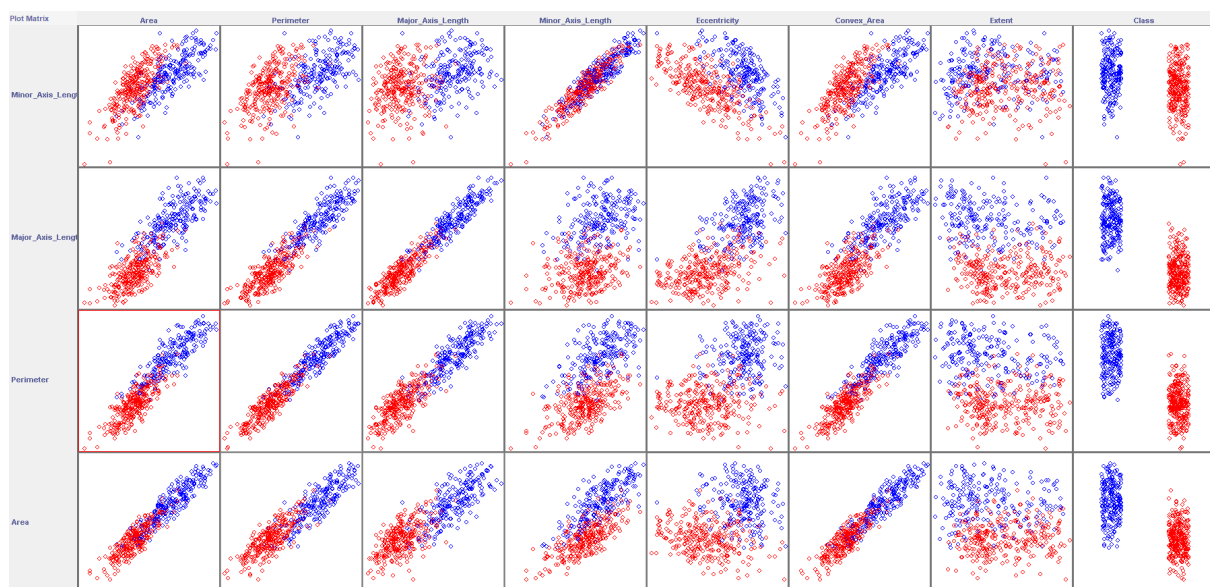 Plot Matrix Area Perimeter Major_Axis_Length Minor_Axis_Length Eccentricity Convex_Area Extent Class
Minor_Axis_Lengt
Major_Axis_Lengt
Perimeter
Area